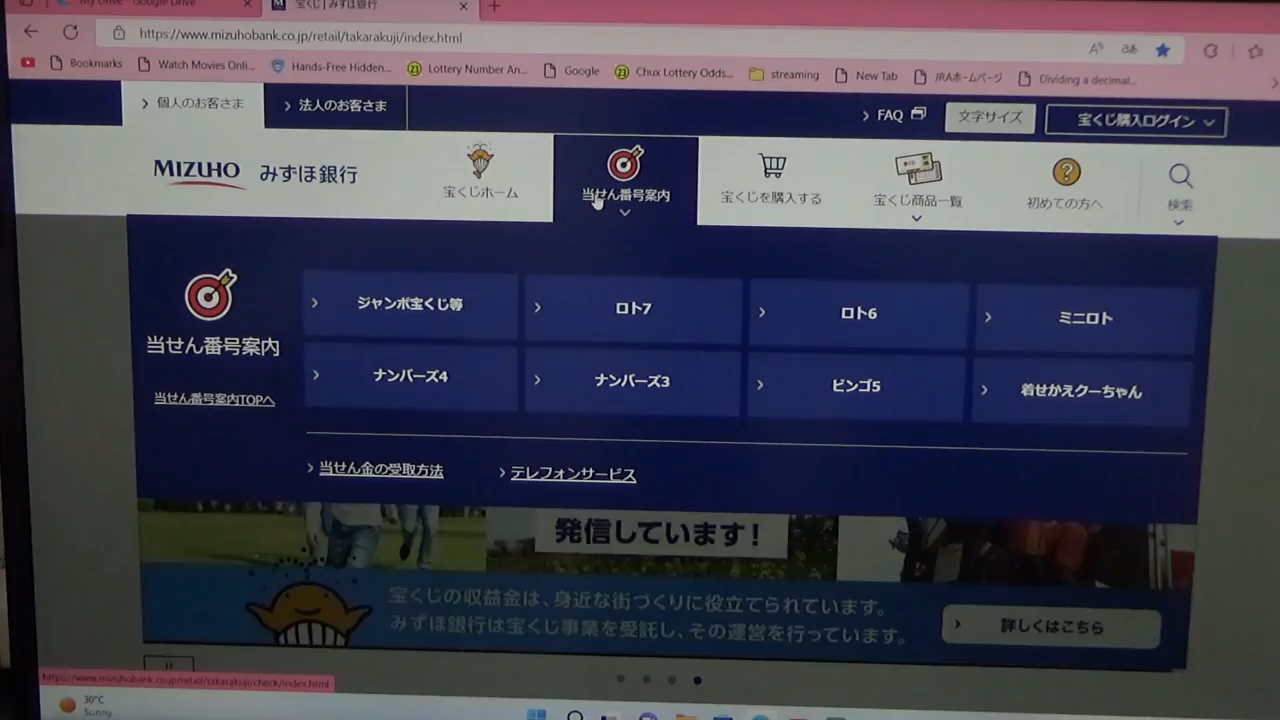 My Drive - Google Drive
宝くじ | みずほ銀行
https://www.mizuhobank.co.jp/retail/takarakuji/index.html
Bookmarks
Watch Movies Onli...
Hands-Free Hidden...
Lottery Number An...
Google
Chux Lottery Odds...
streaming
New Tab
JRAホームページ
Dividing a decimal...
個人のお客さま
法人のお客さま
FAQ
文字サイズ
宝くじ購入ログイン
MIZUHO みずほ銀行
宝くじホーム
当せん番号案内
宝くじを購入する
宝くじ商品一覧
初めての方へ
検索
当せん番号案内
当せん番号案内TOPへ
ジャンボ宝くじ等
ロト7
ロト6
ミニロト
ナンバーズ4
ナンバーズ3
ビンゴ5
着せかえクーちゃん
当せん金の受取方法
テレフォンサービス
発信しています!
宝くじの収益金は、身近な街づくりに役立てられています。
みずほ銀行は宝くじ事業を受託し、その運営を行っています。
詳しくはこちら
https://www.mizuhobank.co.jp/retail/takarakuji/check/index.html
30°C
Sunny